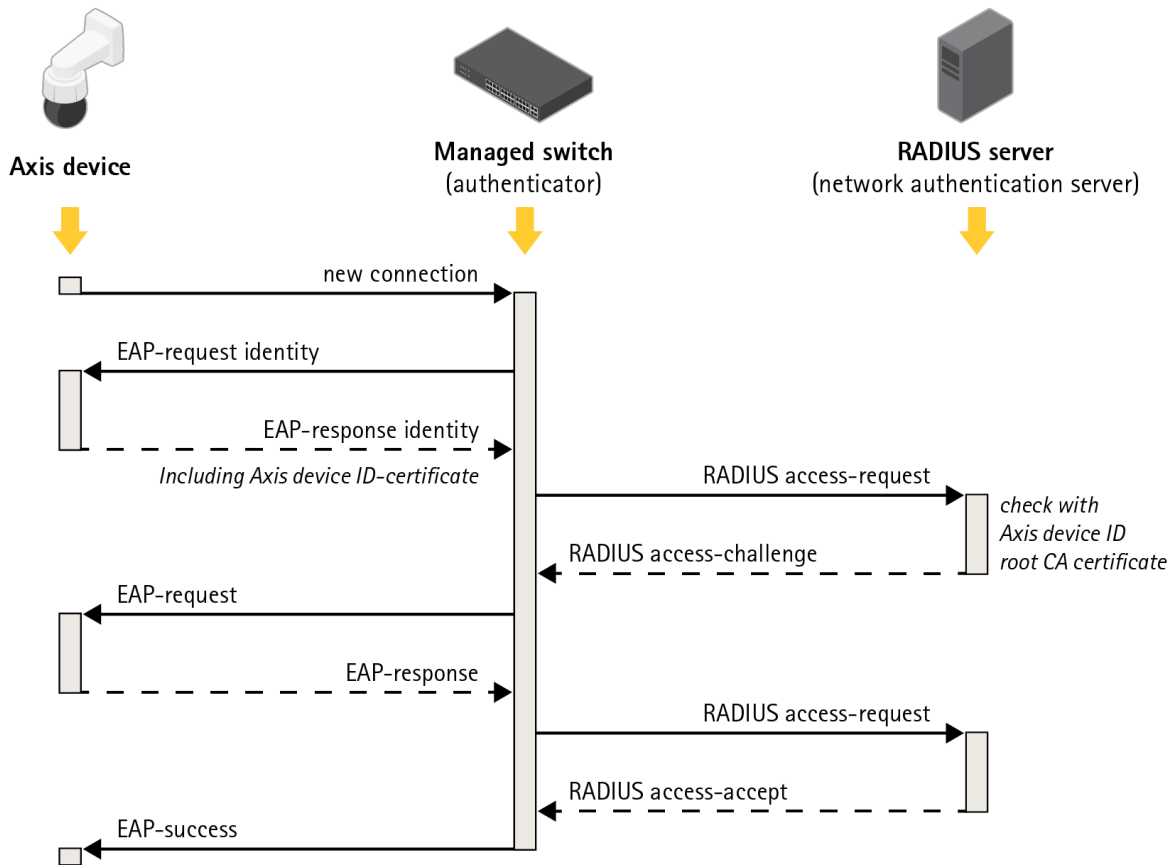 Axis device
Managed switch
(authenticator)
RADIUS server
(network authentication server)
new connection
EAP-request identity
EAP-response identity
Including Axis device ID-certificate
RADIUS access-request
check with
Axis device ID
root CA certificate
RADIUS access-challenge
EAP-request
EAP-response
RADIUS access-request
RADIUS access-accept
EAP-success